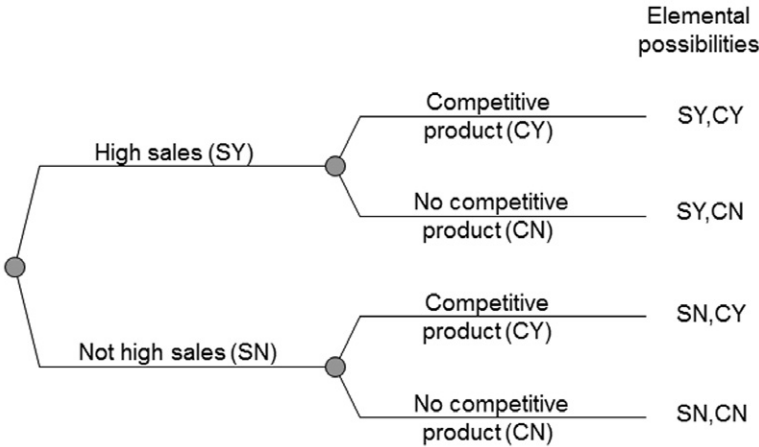 Elemental
possibilities
Competitive
product (CY)
SY,CY
High sales (SY)
No competitive
product (CN)
SY,CN
Competitive
product (CY)
SN,CY
Not high sales (SN)
No competitive
product (CN)
SN,CN